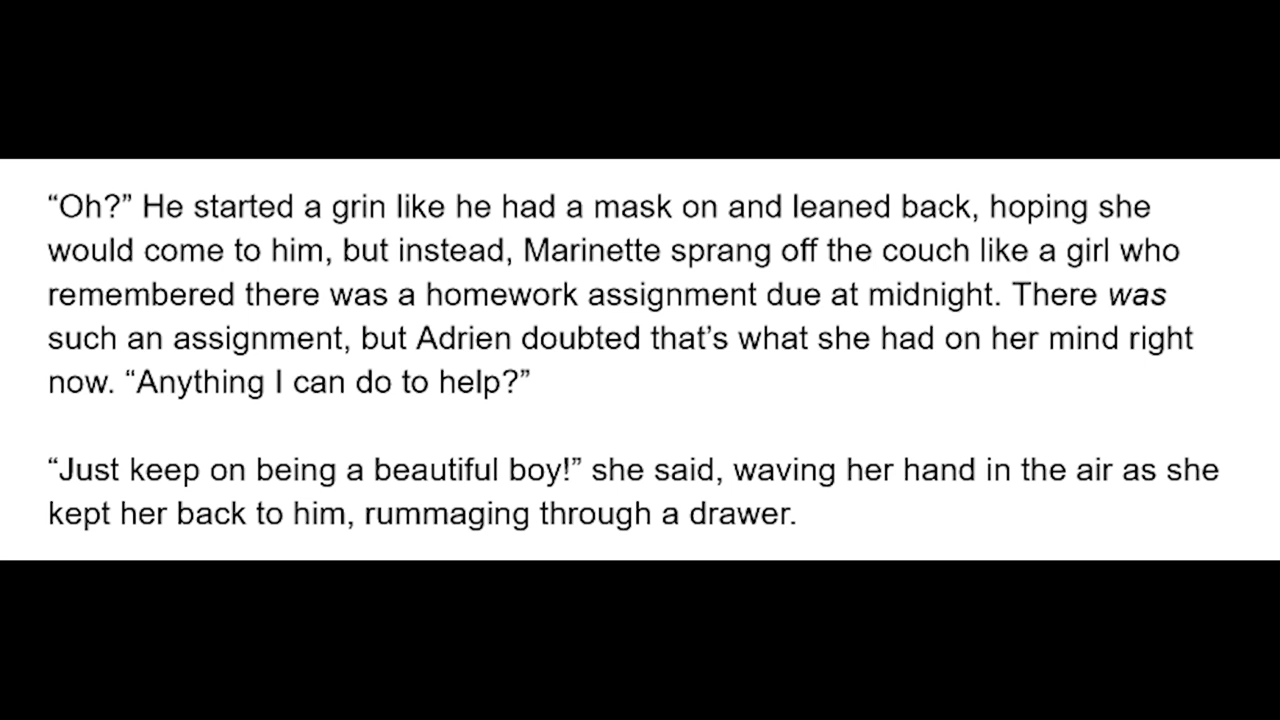 “Oh?” He started a grin like he had a mask on and leaned back, hoping she
would come to him, but instead, Marinette sprang off the couch like a girl who
remembered there was a homework assignment due at midnight. There was
such an assignment, but Adrien doubted that’s what she had on her mind right
now. “Anything I can do to help?”
“Just keep on being a beautiful boy!” she said, waving her hand in the air as she
kept her back to him, rummaging through a drawer.